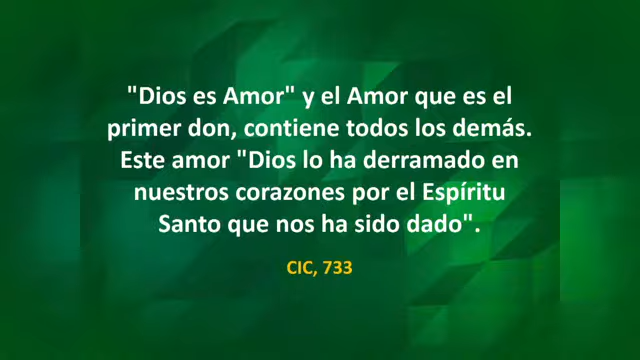 "Dios es Amor" y el Amor que es el
primer don, contiene todos los demás.
Este amor "Dios lo ha derramado en
nuestros corazones por el Espíritu
Santo que nos ha sido dado".
CIC, 733